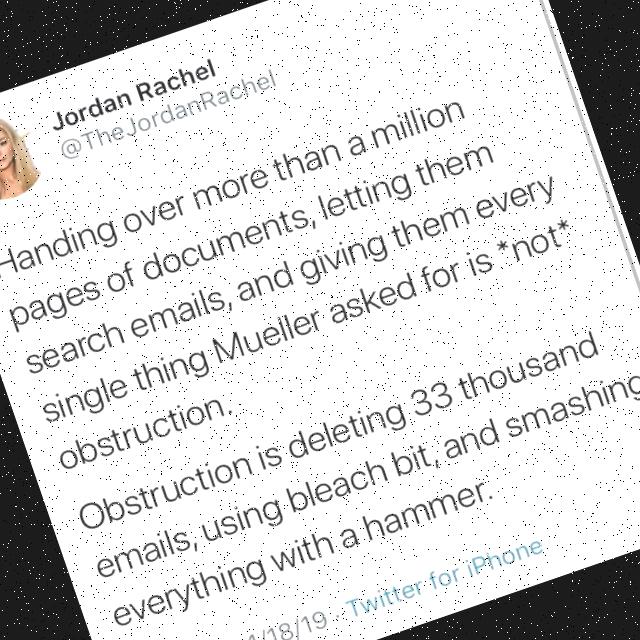 Jordan Rachel
@TheJordanRachel
Handing over more than a million
pages of documents, letting them
search emails, and giving them every
single thing Mueller asked for is *not*
obstruction.
Obstruction is deleting 33 thousand
emails, using bleach bit, and smashing
everything with a hammer.
/18/19 · Twitter for iPhone